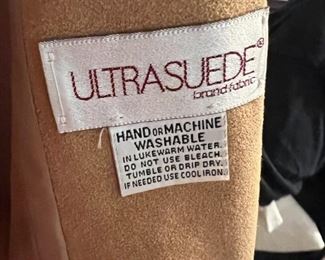 ULTRASUEDE®
brand fabric
HAND OR MACHINE
WASHABLE
IN LUKEWARM WATER.
DO NOT USE BLEACH.
TUMBLE OR DRIP DRY.
IF NEEDED USE COOL IRON.